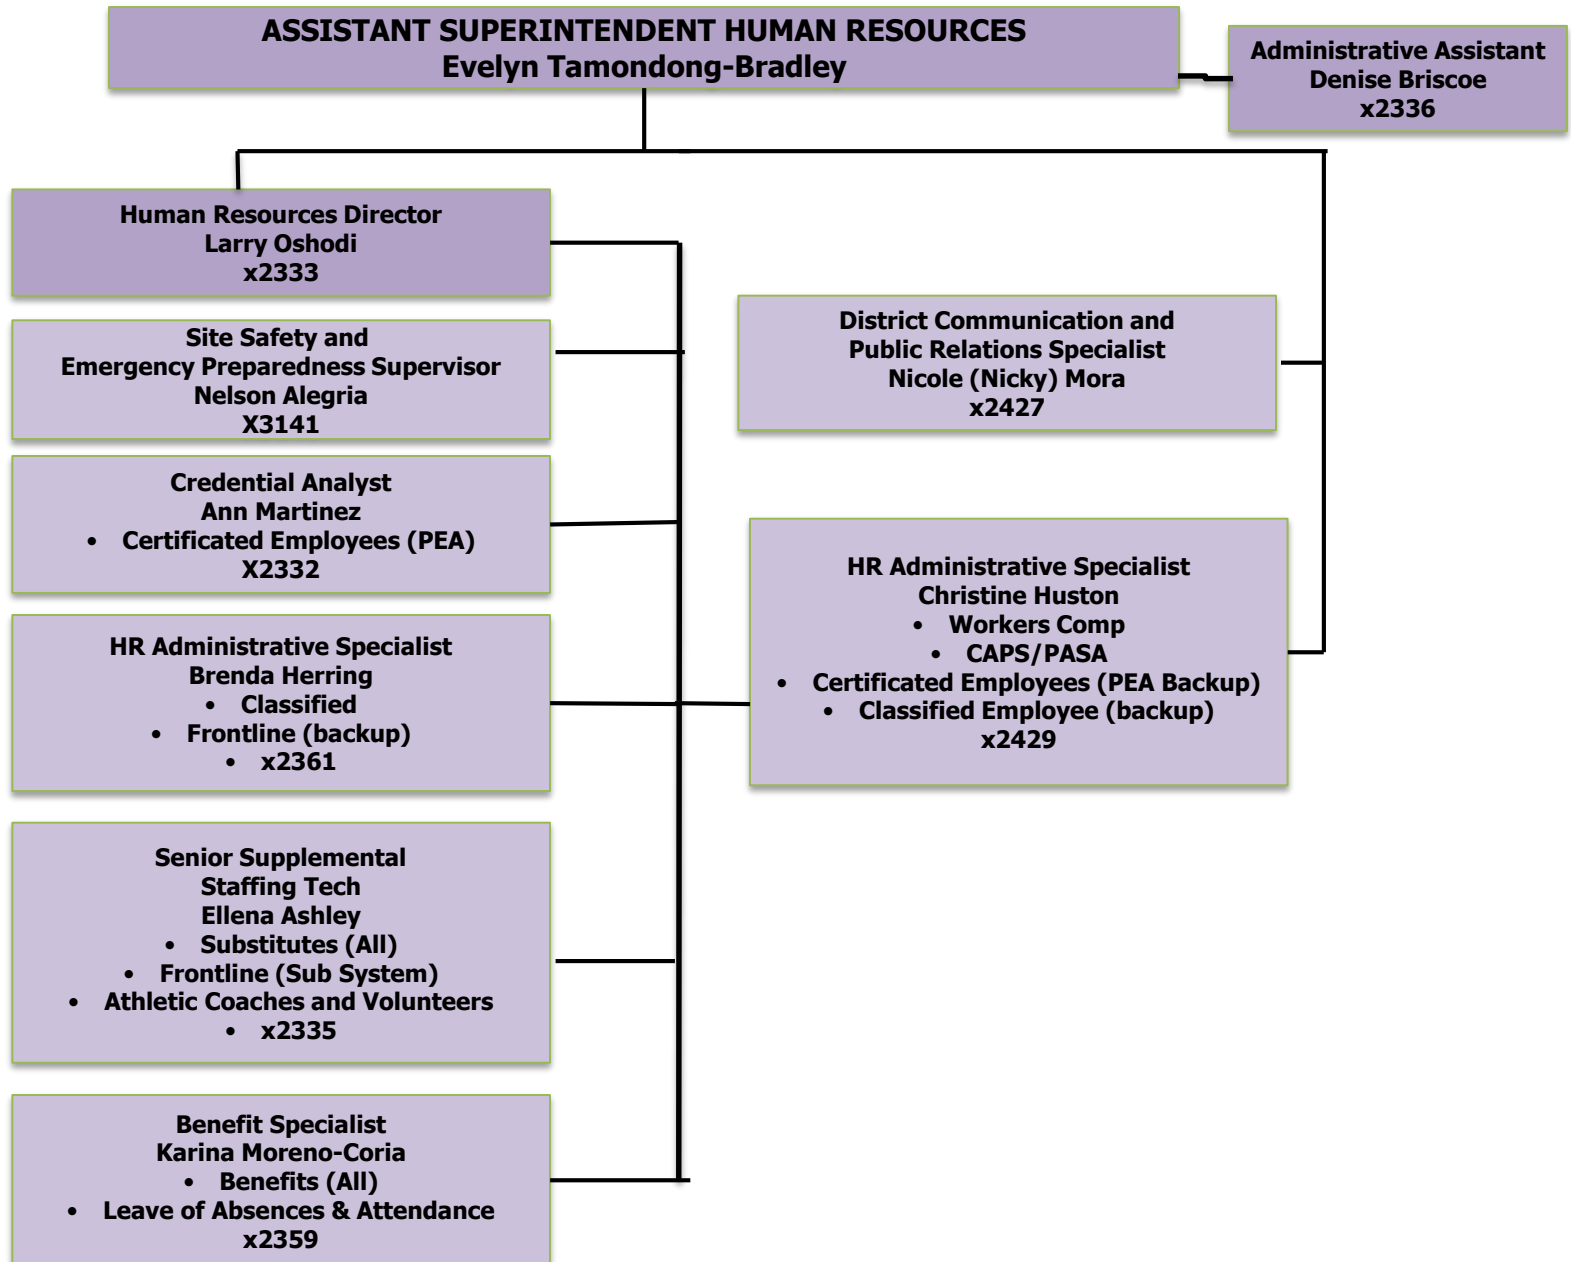 ASSISTANT SUPERINTENDENT HUMAN RESOURCES
Evelyn Tamondong-Bradley
Administrative Assistant
Denise Briscoe
x2336
Human Resources Director
Larry Oshodi
x2333
Site Safety and
Emergency Preparedness Supervisor
Nelson Alegria
X3141
Credential Analyst
Ann Martinez
• Certificated Employees (PEA)
X2332
HR Administrative Specialist
Brenda Herring
• Classified
• Frontline (backup)
• x2361
Senior Supplemental
Staffing Tech
Ellena Ashley
• Substitutes (All)
• Frontline (Sub System)
• Athletic Coaches and Volunteers
• x2335
Benefit Specialist
Karina Moreno-Coria
• Benefits (All)
• Leave of Absences & Attendance
x2359
District Communication and
Public Relations Specialist
Nicole (Nicky) Mora
x2427
HR Administrative Specialist
Christine Huston
• Workers Comp
• CAPS/PASA
• Certificated Employees (PEA Backup)
• Classified Employee (backup)
x2429